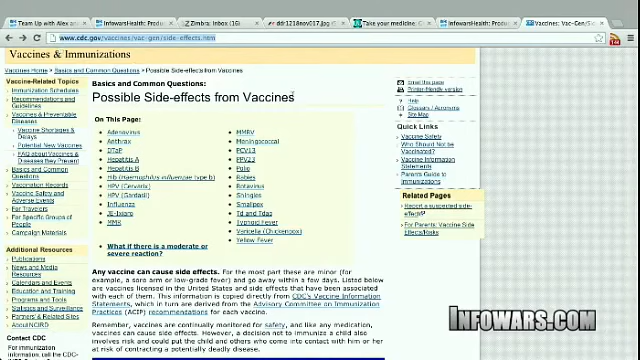 Team Up with Alex
InfowarsHealth: Produc
Zimbra: Inbox (16)
ddr1218nov017.jpg
Take your medicine, C
InfowarsHealth: Produc
Vaccines: Vac-Gen/Sid
www.cdc.gov/vaccines/vac-gen/side-effects.htm
Vaccines & Immunizations
Vaccines Home > Basics and Common Questions > Possible Side-effects from Vaccines
Vaccine-Related Topics
Immunization Schedules
Recommendations and
Guidelines
Vaccines & Preventable
Diseases
Vaccine Shortages &
Delays
Potential New Vaccines
FAQ about Vaccines &
Diseases they Prevent
Basics and Common
Questions
Vaccination Records
Vaccine Safety and
Adverse Events
For Travelers
For Specific Groups of
People
Campaign Materials
Additional Resources
Publications
News and Media
Resources
Calendars and Events
Education and Training
Programs and Tools
Statistics and Surveillance
Partners' & Related Sites
About NCIRD
Contact CDC
For immunization
information, call the CDC-
Basics and Common Questions:
Possible Side-effects from Vaccines
On This Page:
Adenovirus
Anthrax
DTaP
Hepatitis A
Hepatitis B
Hib (Haemophilus influenzae type b)
HPV (Cervarix)
HPV (Gardasil)
Influenza
JE-Ixiaro
MMR
MMRV
Meningococcal
PCV13
PPV23
Polio
Rabies
Rotavirus
Shingles
Smallpox
Td and Tdap
Typhoid Fever
Varicella (Chickenpox)
Yellow Fever
What if there is a moderate or
severe reaction?
Any vaccine can cause side effects. For the most part these are minor (for
example, a sore arm or low-grade fever) and go away within a few days. Listed below
are vaccines licensed in the United States and side effects that have been associated
with each of them. This information is copied directly from CDC's Vaccine Information
Statements, which in turn are derived from the Advisory Committee on Immunization
Practices (ACIP) recommendations for each vaccine.
Remember, vaccines are continually monitored for safety, and like any medication,
vaccines can cause side effects. However, a decision not to immunize a child also
involves risk and could put the child and others who come into contact with him or her
at risk of contracting a potentially deadly disease.
Email this page
Printer-friendly version
Help
Glossary / Acronyms
Site Map
Quick Links
Vaccine Safety
Who Should Not be
Vaccinated?
Vaccine Information
Statements
Parents Guide to
Immunizations
Related Pages
Report a suspected side-
effect
For Parents: Vaccine Side
Effects/Risks
INFOWARS.COM